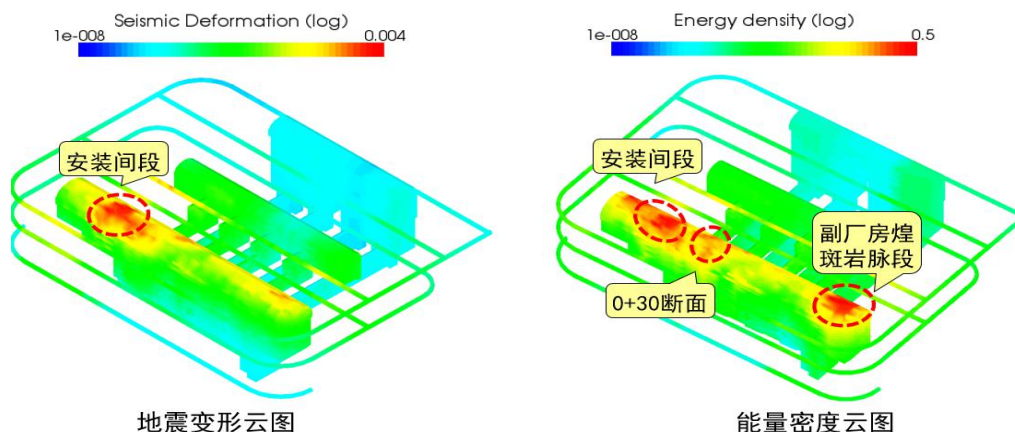 Seismic Deformation (log)
1e-008
0.004
安装间段
地震变形云图
Energy density (log)
1e-008
0.5
安装间段
副厂房煌
斑岩脉段
0+30断面
能量密度云图